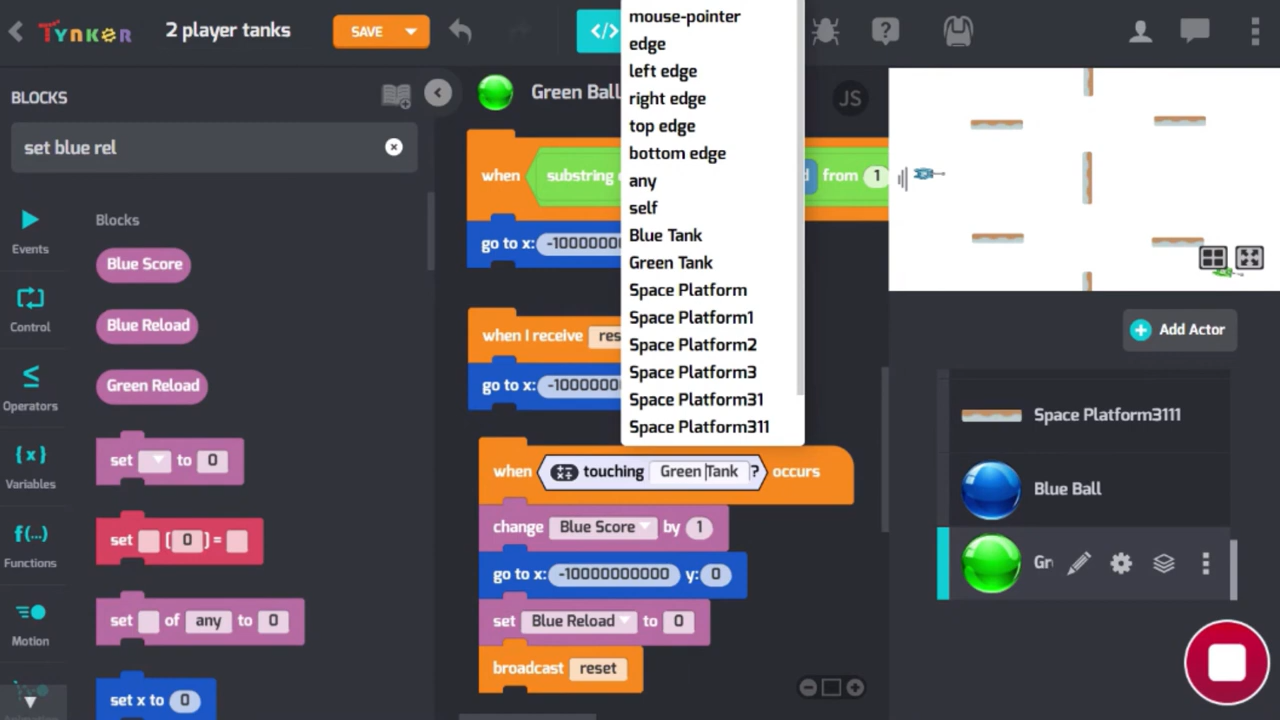 TYNKER
2 player tanks
SAVE
</>
BLOCKS
set blue rel
Events
Control
Operators
{x}
Variables
f(...)
Functions
Motion
Blocks
Blue Score
Blue Reload
Green Reload
set to 0
set (0) =
set of any to 0
set x to 0
Green Ball
JS
when substring from 1
go to x: -10000000
when I receive res
go to x: -10000000
when touching Green Tank ? occurs
change Blue Score by 1
go to x: -10000000000 y: 0
set Blue Reload to 0
broadcast reset
mouse-pointer
edge
left edge
right edge
top edge
bottom edge
any
self
Blue Tank
Green Tank
Space Platform
Space Platform1
Space Platform2
Space Platform3
Space Platform31
Space Platform311
Add Actor
Space Platform3111
Blue Ball
Gr